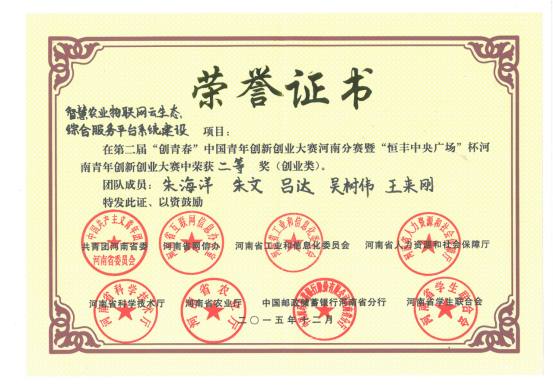 荣誉证书
智慧农业物联网云生态,
综合服务平台系统建设 项目:
在第二届“创青春”中国青年创新创业大赛河南分赛暨“恒丰中央广场”杯河
南青年创新创业大赛中荣获 二等 奖(创业类)。
团队成员: 朱海洋 朱文 吕达 吴树伟 王来刚
特发此证、以资鼓励
共青团河南省委 河南省网信办 河南省工业和信息化委员会 河南省人力资源和社会保障厅
河南省科学技术厅 河南省农业厅 中国邮政储蓄银行河南省分行 河南省学生联合会
二〇一五年十二月